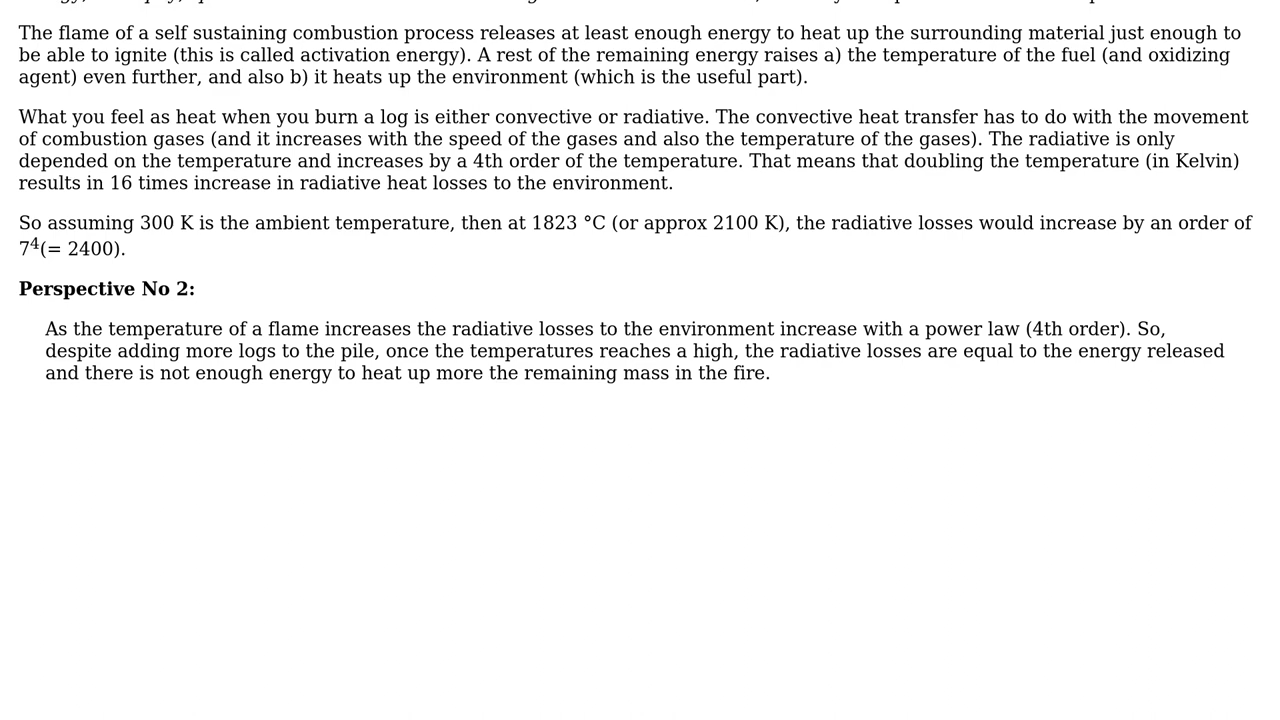 The flame of a self sustaining combustion process releases at least enough energy to heat up the surrounding material just enough to
be able to ignite (this is called activation energy). A rest of the remaining energy raises a) the temperature of the fuel (and oxidizing
agent) even further, and also b) it heats up the environment (which is the useful part).
What you feel as heat when you burn a log is either convective or radiative. The convective heat transfer has to do with the movement
of combustion gases (and it increases with the speed of the gases and also the temperature of the gases). The radiative is only
depended on the temperature and increases by a 4th order of the temperature. That means that doubling the temperature (in Kelvin)
results in 16 times increase in radiative heat losses to the environment.
So assuming 300 K is the ambient temperature, then at 1823 °C (or approx 2100 K), the radiative losses would increase by an order of
7⁴(= 2400).
Perspective No 2:
As the temperature of a flame increases the radiative losses to the environment increase with a power law (4th order). So,
despite adding more logs to the pile, once the temperatures reaches a high, the radiative losses are equal to the energy released
and there is not enough energy to heat up more the remaining mass in the fire.